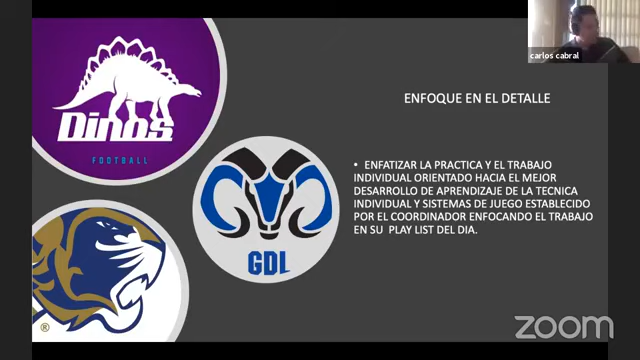 carlos cabral
Dinos
FOOTBALL
GDL
®
ENFOQUE EN EL DETALLE
• ENFATIZAR LA PRACTICA Y EL TRABAJO
INDIVIDUAL ORIENTADO HACIA EL MEJOR
DESARROLLO DE APRENDIZAJE DE LA TECNICA
INDIVIDUAL Y SISTEMAS DE JUEGO ESTABLECIDO
POR EL COORDINADOR ENFOCANDO EL TRABAJO
EN SU PLAY LIST DEL DIA.
zoom